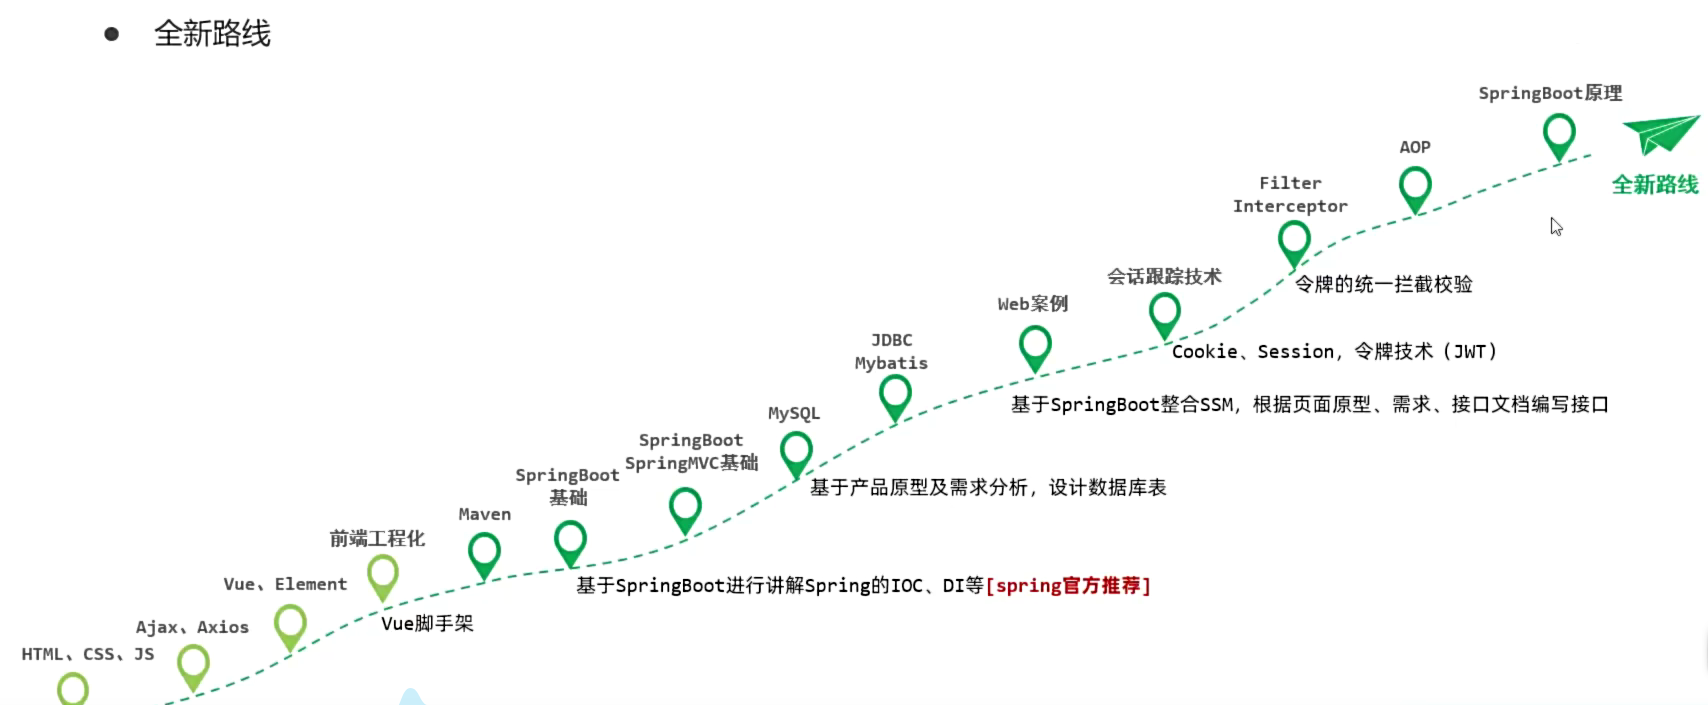 全新路线
SpringBoot原理
全新路线
AOP
Filter
Interceptor
令牌的统一拦截校验
会话跟踪技术
Cookie、Session，令牌技术（JWT）
Web案例
基于SpringBoot整合SSM，根据页面原型、需求、接口文档编写接口
JDBC
Mybatis
MySQL
基于产品原型及需求分析，设计数据库表
SpringBoot
SpringMVC基础
SpringBoot
基础
基于SpringBoot进行讲解Spring的IOC、DI等[spring官方推荐]
Maven
前端工程化
Vue脚手架
Vue、Element
Ajax、Axios
HTML、CSS、JS